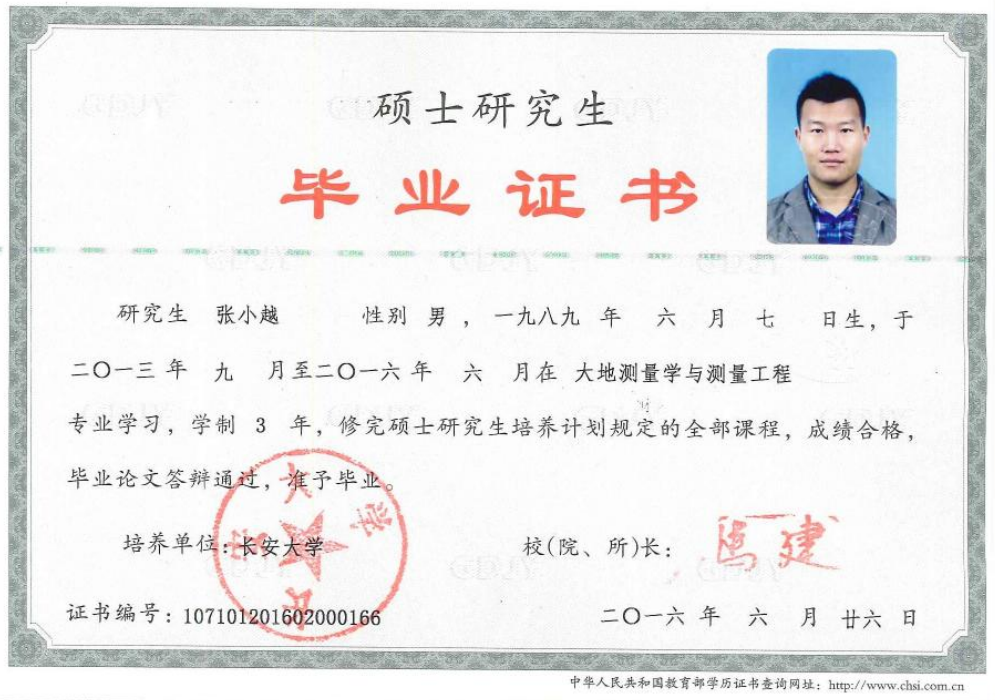 硕士研究生
毕业证书
研究生 张小越 性别 男 ，一九八九 年 六 月 七 日生，于
二〇一三 年 九 月至二〇一六 年 六 月在 大地测量学与测量工程
专业学习，学制 3 年，修完硕士研究生培养计划规定的全部课程，成绩合格，
毕业论文答辩通过，准予毕业。
培养单位：长安大学
校(院、所)长：
证书编号：107101201602000166
二〇一六 年 六 月 廿六 日
中华人民共和国教育部学历证书查询网址：http://www.chsi.com.cn